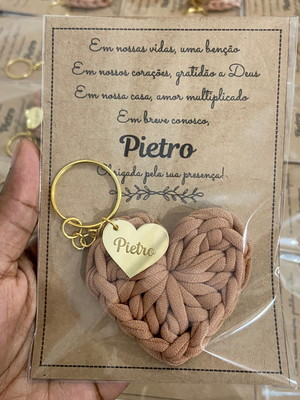 Em nossas vidas, uma benção
Em nossos corações, gratidão a Deus
Em nossa casa, amor multiplicado
Em breve conosco,
Pietro
Obrigada pela sua presença!
Pietro